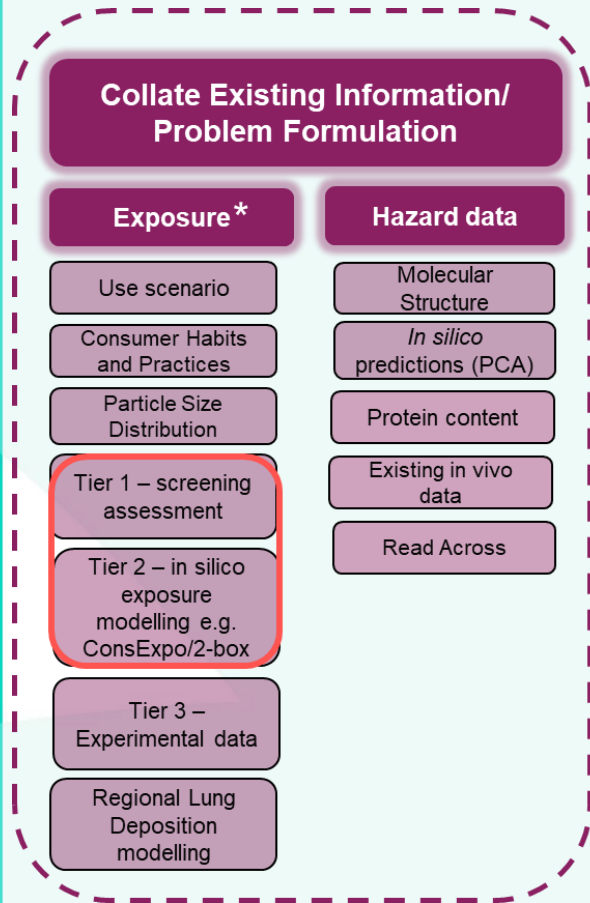 Collate Existing Information/
Problem Formulation
Exposure*
Use scenario
Consumer Habits
and Practices
Particle Size
Distribution
Tier 1 – screening
assessment
Tier 2 – in silico
exposure
modelling e.g.
ConsExpo/2-box
Tier 3 –
Experimental data
Regional Lung
Deposition
modelling
Hazard data
Molecular
Structure
In silico
predictions (PCA)
Protein content
Existing in vivo
data
Read Across